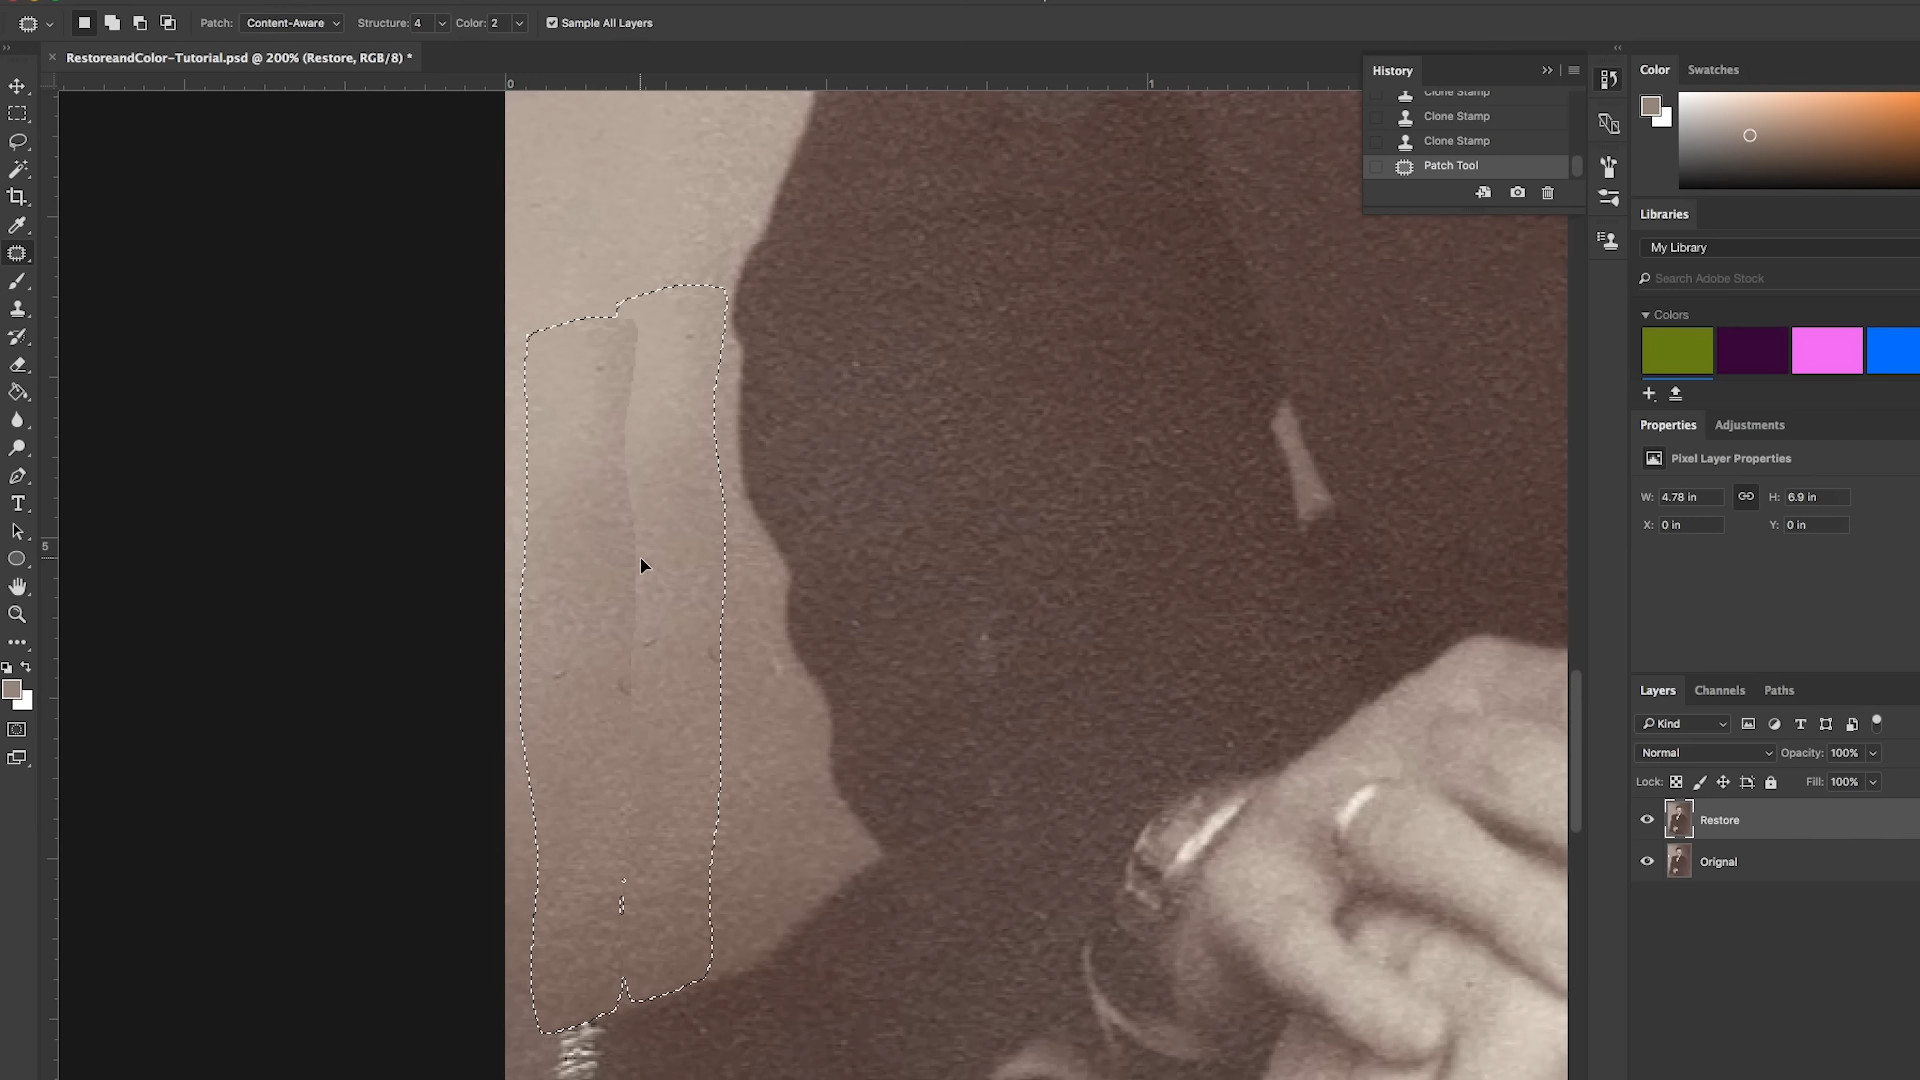 Patch: Content-Aware Structure: 4 Color: 2 Sample All Layers
RestoreandColor-Tutorial.psd @ 200% (Restore, RGB/8) *
0 1
5
History
Clone Stamp
Clone Stamp
Clone Stamp
Patch Tool
Color Swatches
Libraries
My Library
Search Adobe Stock
Colors
Properties Adjustments
Pixel Layer Properties
W: 4.78 in H: 6.9 in
X: 0 in Y: 0 in
Layers Channels Paths
Kind
Normal Opacity: 100%
Lock: Fill: 100%
Restore
Orignal